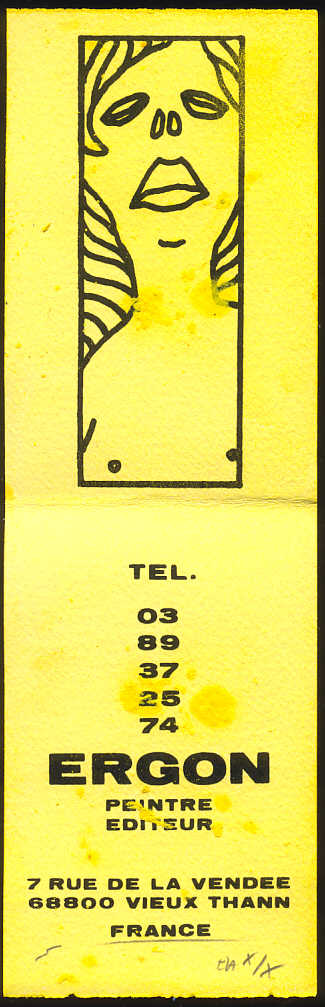 TEL.
03
89
37
25
74
ERGON
PEINTRE
EDITEUR
7 RUE DE LA VENDEE
68800 VIEUX THANN
FRANCE